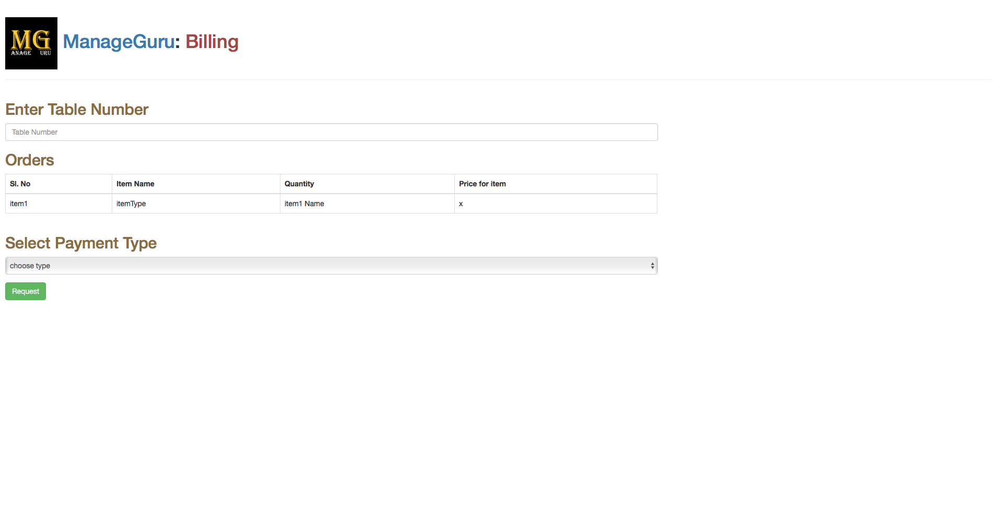 MG
ANAGE URU
ManageGuru: Billing
Enter Table Number
Table Number
Orders
Sl. No Item Name Quantity Price for item
item1 itemType item1 Name x
Select Payment Type
choose type
Request